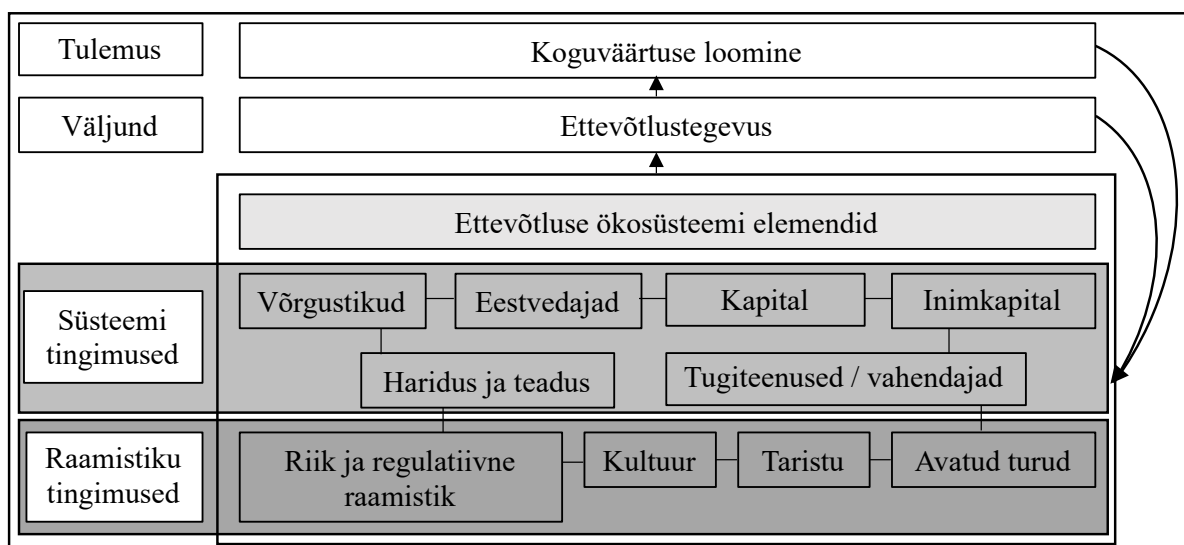 Tulemus
Koguväärtuse loomine
Väljund
Ettevõtlustegevus
Ettevõtluse ökosüsteemi elemendid
Süsteemi
tingimused
Võrgustikud
Eestvedajad
Kapital
Inimkapital
Haridus ja teadus
Tugiteenused / vahendajad
Raamistiku
tingimused
Riik ja regulatiivne
raamistik
Kultuur
Taristu
Avatud turud